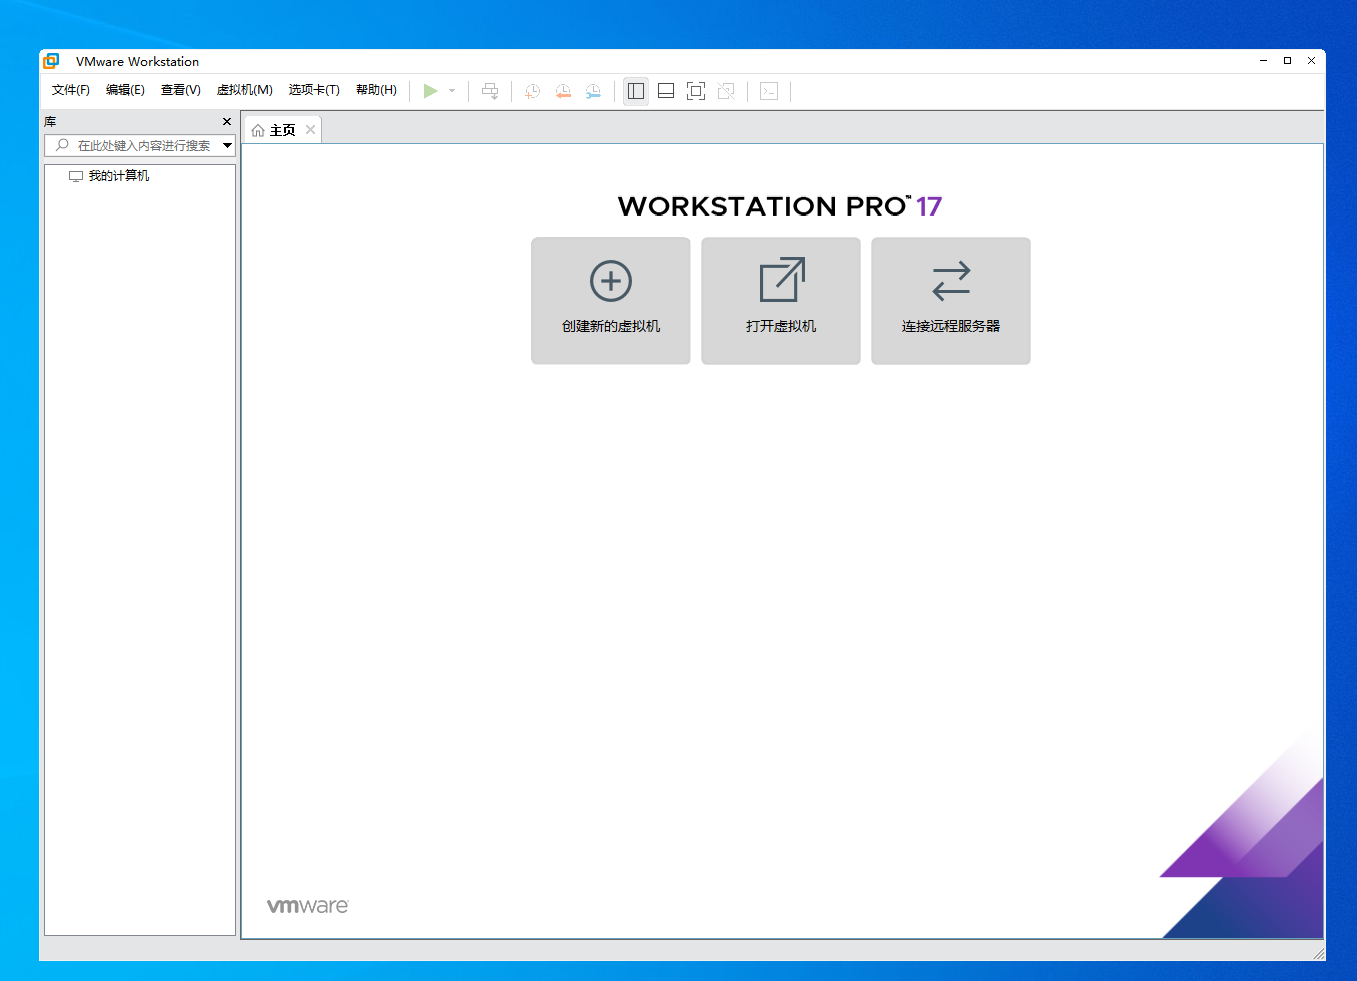 VMware Workstation
文件(F) 编辑(E) 查看(V) 虚拟机(M) 选项卡(T) 帮助(H)
库
主页
在此处键入内容进行搜索
我的计算机
WORKSTATION PRO™ 17
创建新的虚拟机 打开虚拟机 连接远程服务器
vmware